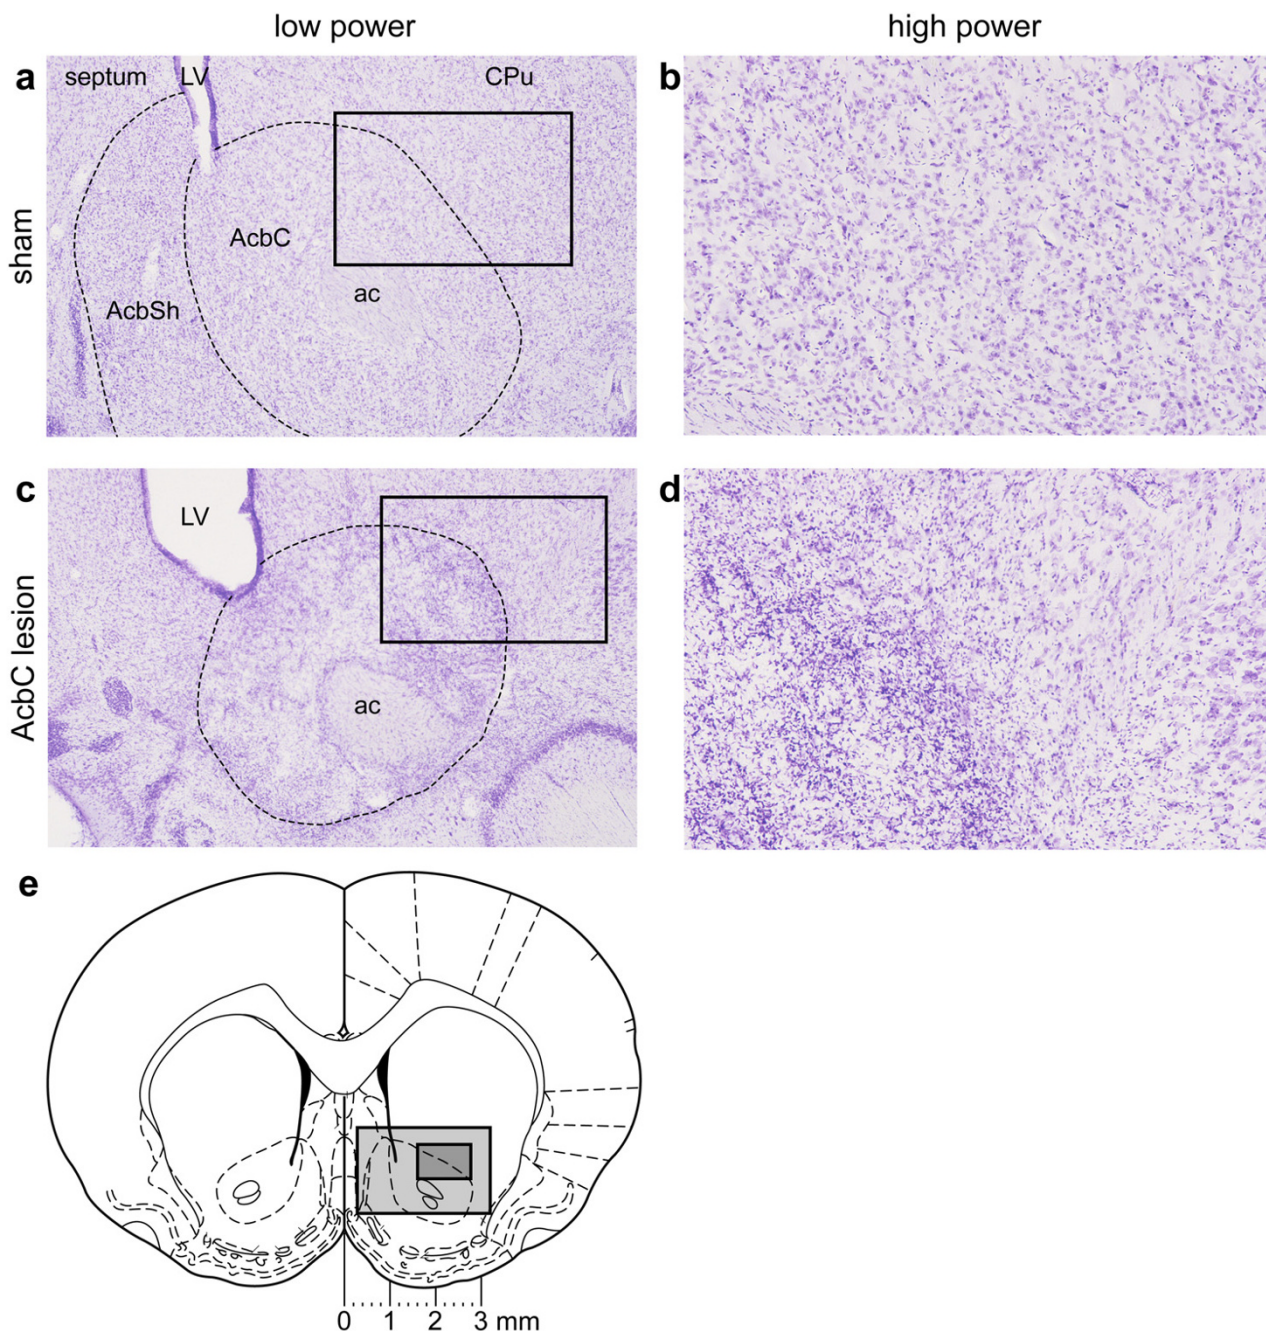 low power
high power
a
septum
LV
CPu
b
sham
AcbC
ac
AcbSh
c
LV
d
AcbC lesion
ac
e
0 1 2 3 mm